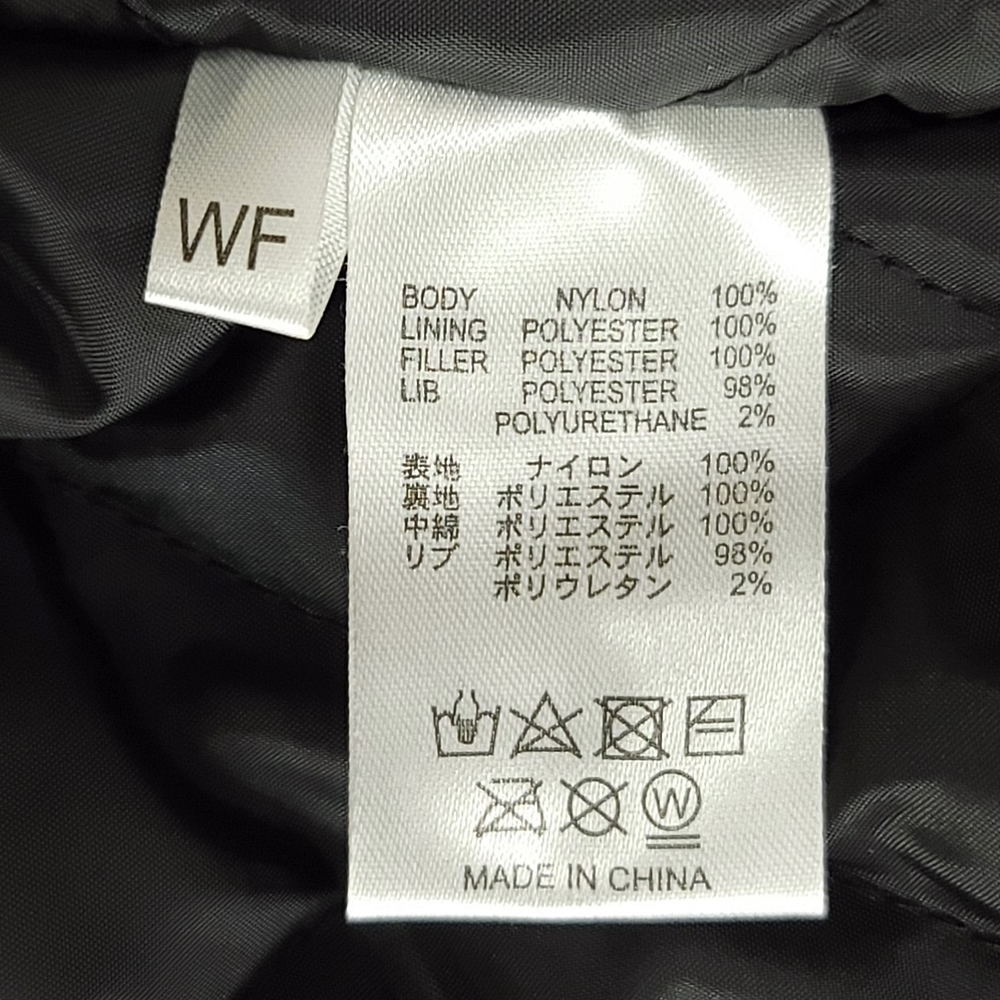 WF
BODY NYLON 100%
LINING POLYESTER 100%
FILLER POLYESTER 100%
LIB POLYESTER 98%
POLYURETHANE 2%
表地 ナイロン 100%
裏地 ポリエステル 100%
中綿 ポリエステル 100%
リブ ポリエステル 98%
ポリウレタン 2%
W
MADE IN CHINA